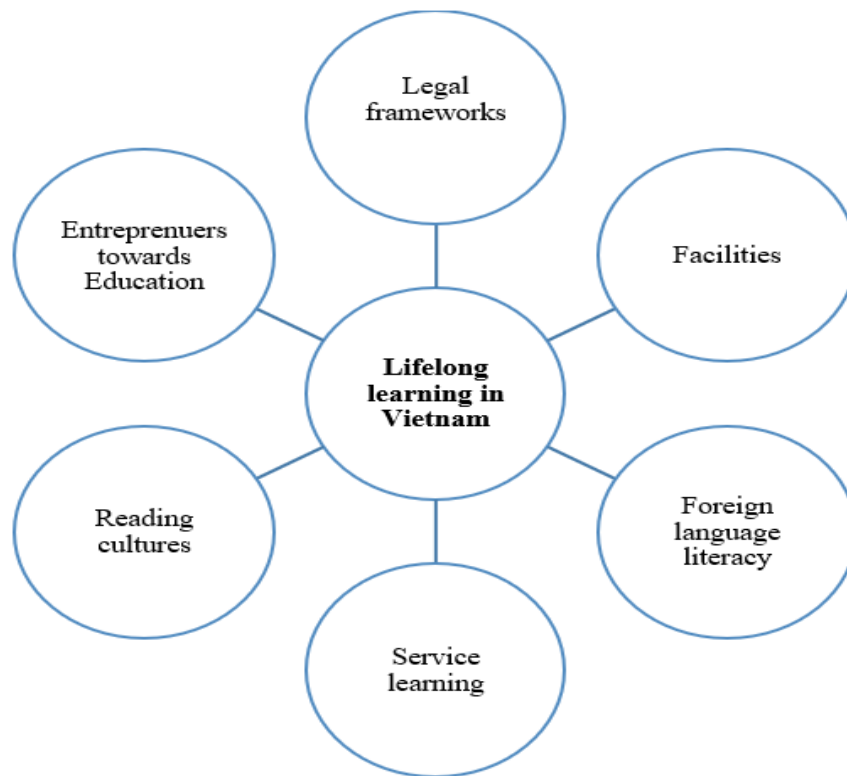 Legal
frameworks
Entreprenuers
towards
Education
Facilities
Lifelong
learning in
Vietnam
Reading
cultures
Foreign
language
literacy
Service
learning